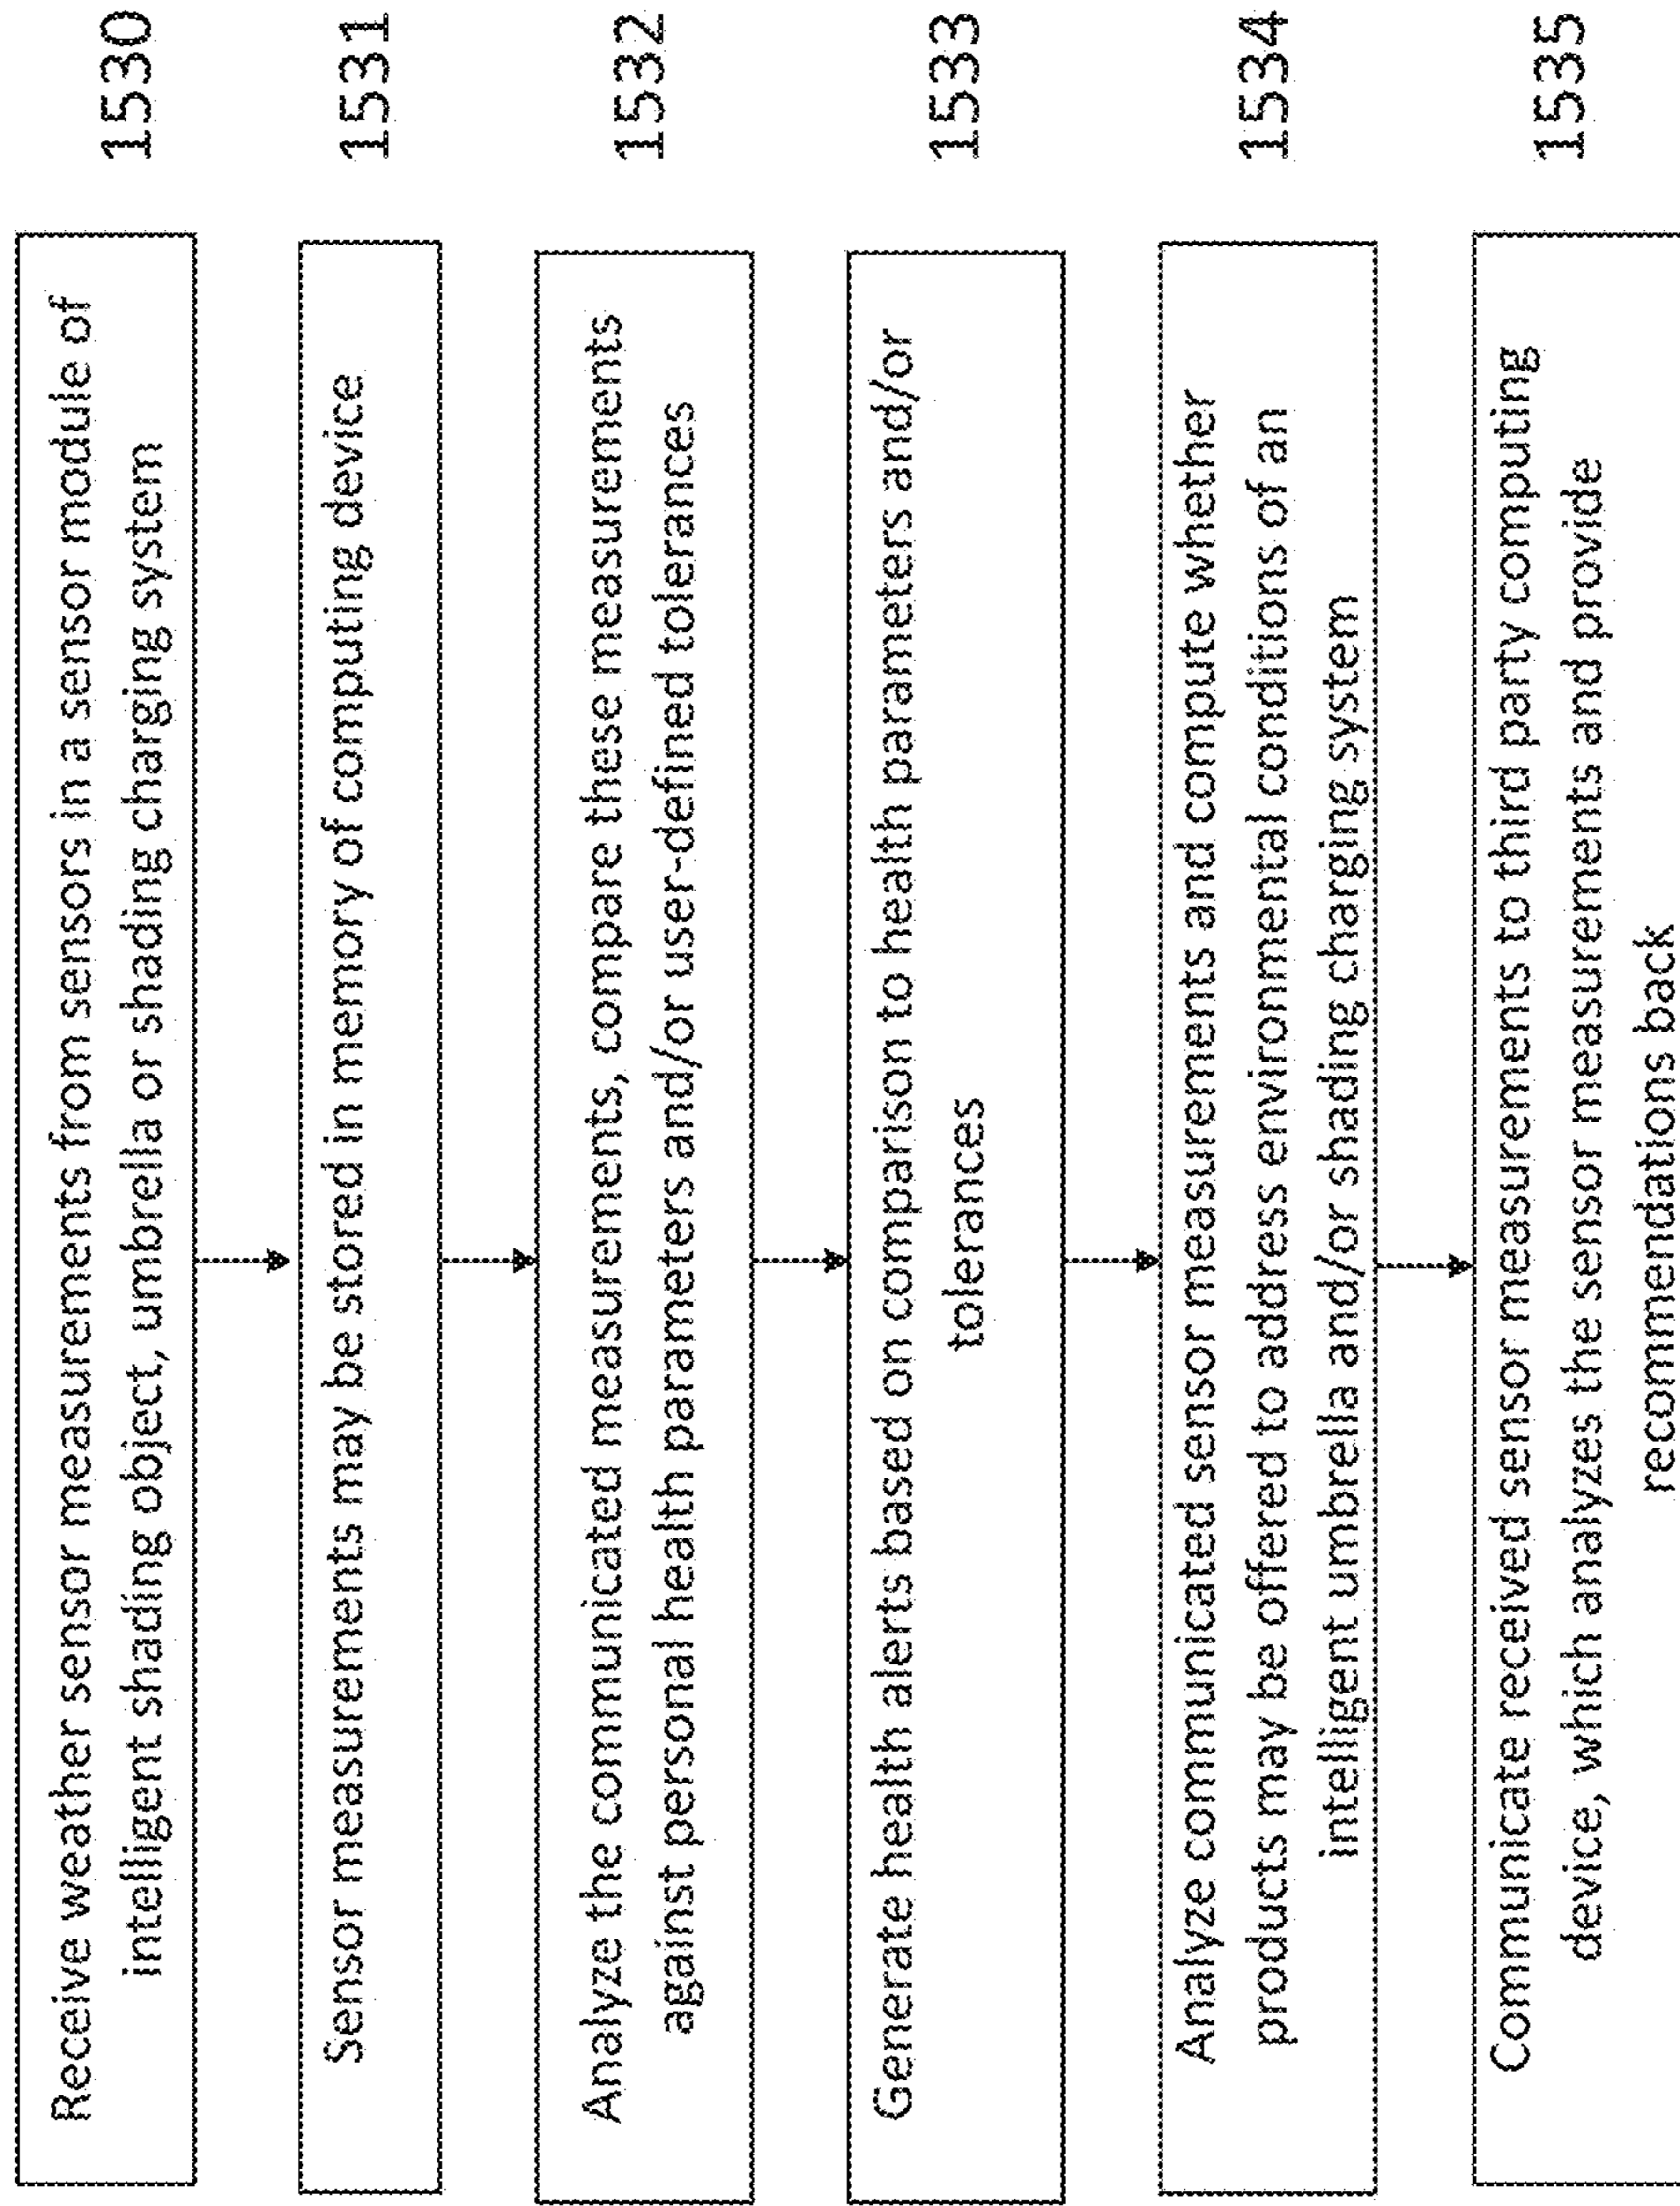 Receive weather sensor measurements from sensors in a sensor module of
intelligent shading object, umbrella or shading charging system
1530
Sensor measurements may be stored in memory of computing device
1531
Analyze the communicated measurements, compare these measurements
against personal health parameters and/or user-defined tolerances
1532
Generate health alerts based on comparison to health parameters and/or
tolerances
1533
Analyze communicated sensor measurements and compute whether
products may be offered to address environmental conditions of an
intelligent umbrella and/or shading charging system
1534
Communicate received sensor measurements to third party computing
device, which analyzes the sensor measurements and provide
recommendations back
1535